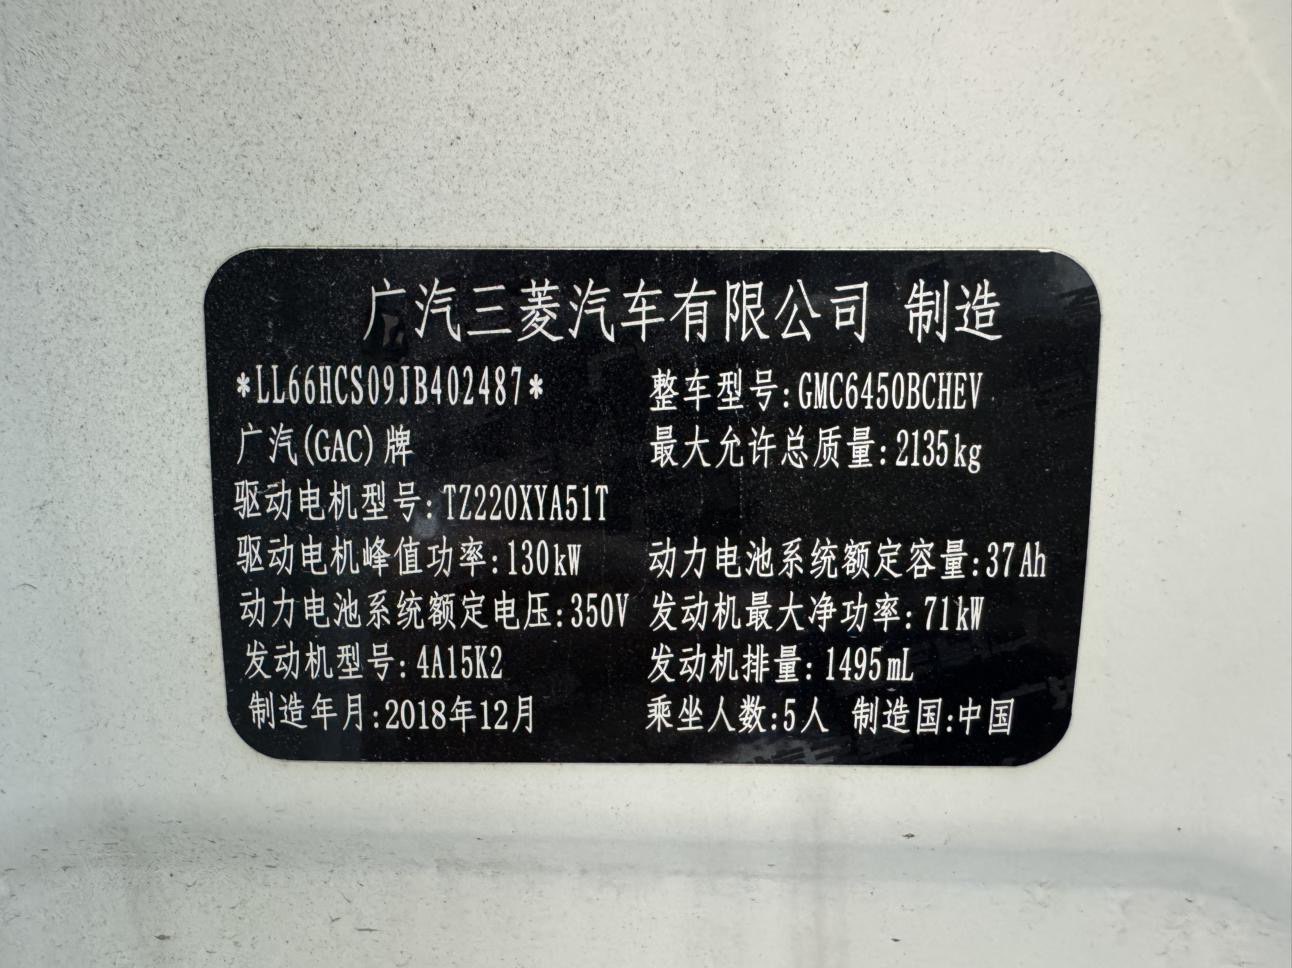 广汽三菱汽车有限公司 制造
*LL66HCS09JB402487* 整车型号:GMC6450BCHEV
广汽(GAC)牌 最大允许总质量:2135kg
驱动电机型号:TZ220XYA51T
驱动电机峰值功率:130kW 动力电池系统额定容量:37Ah
动力电池系统额定电压:350V 发动机最大净功率:71kW
发动机型号:4A15K2 发动机排量:1495mL
制造年月:2018年12月 乘坐人数:5人 制造国:中国